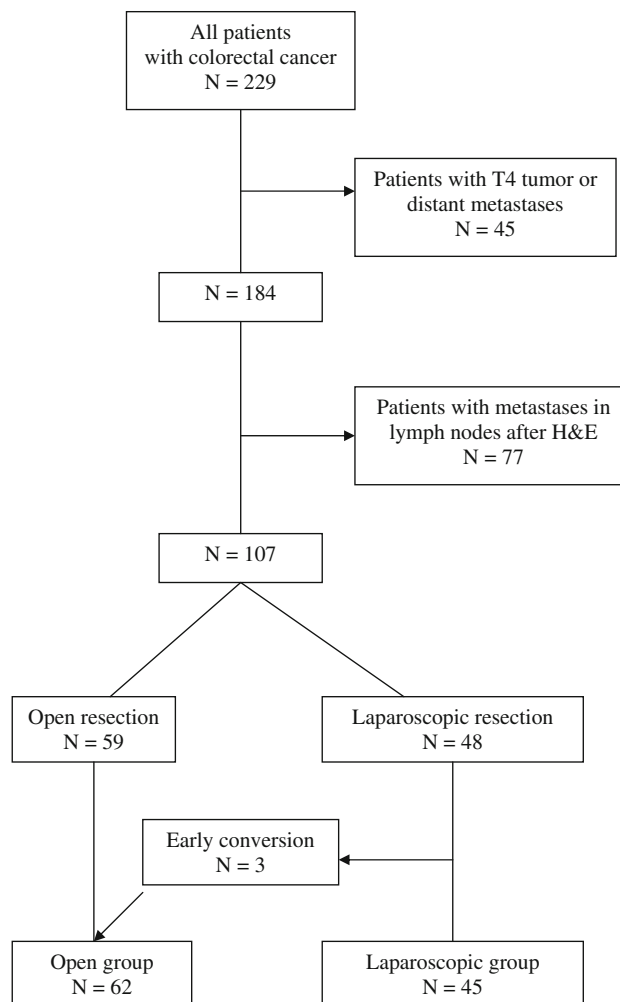 All patients
with colorectal cancer
N = 229
Patients with T4 tumor or
distant metastases
N = 45
N = 184
Patients with metastases in
lymph nodes after H&E
N = 77
N = 107
Open resection
N = 59
Laparoscopic resection
N = 48
Early conversion
N = 3
Open group
N = 62
Laparoscopic group
N = 45